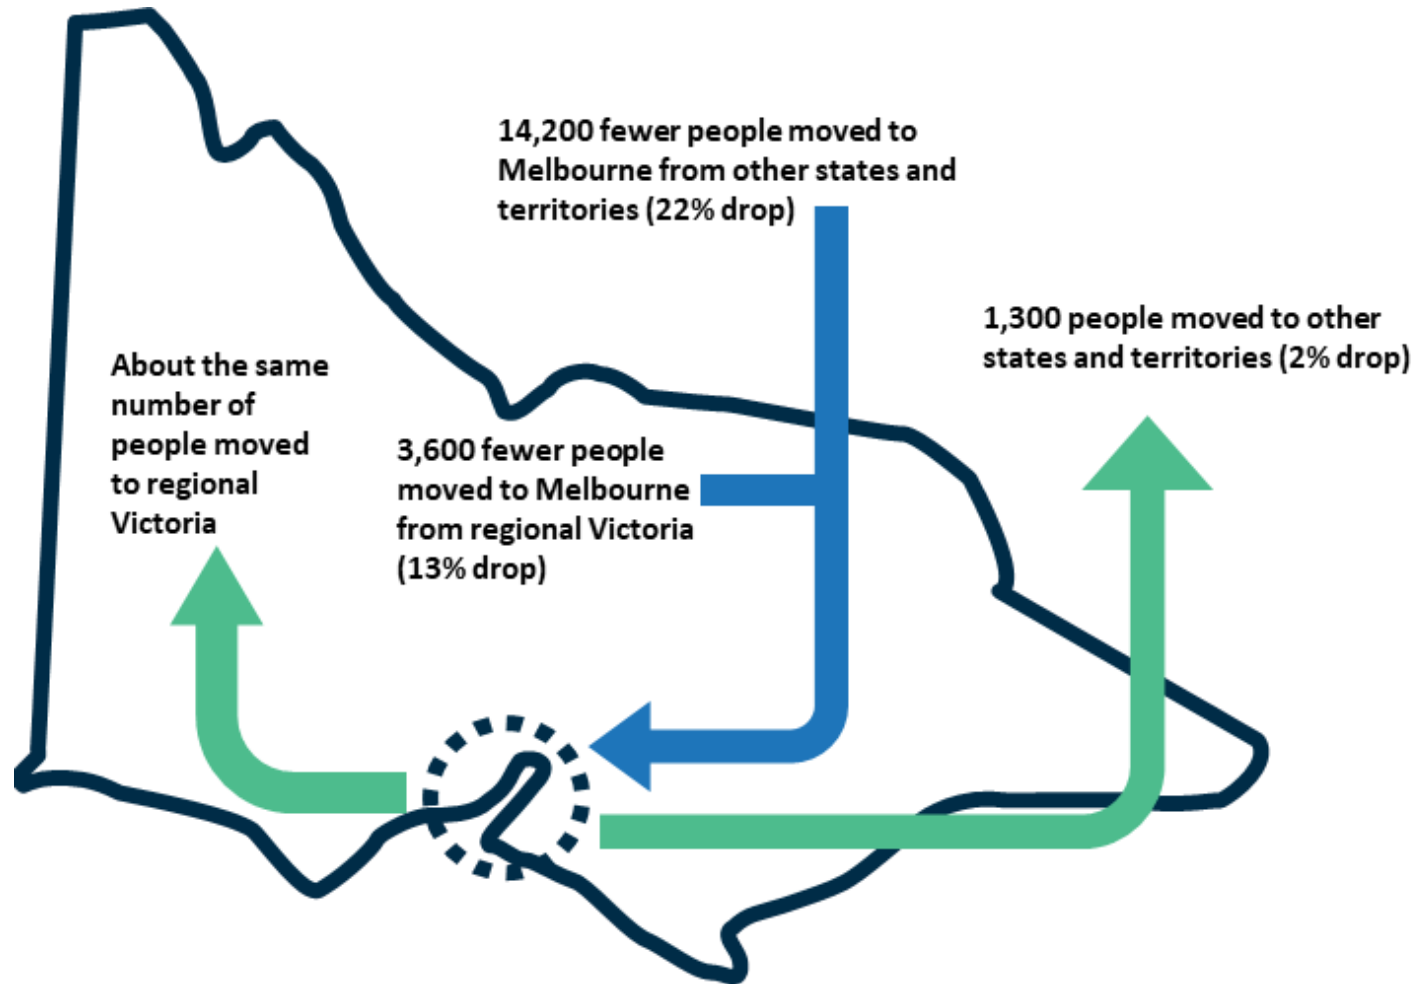 14,200 fewer people moved to
Melbourne from other states and
territories (22% drop)
1,300 people moved to other
states and territories (2% drop)
About the same
number of
people moved
to regional
Victoria
3,600 fewer people
moved to Melbourne
from regional Victoria
(13% drop)